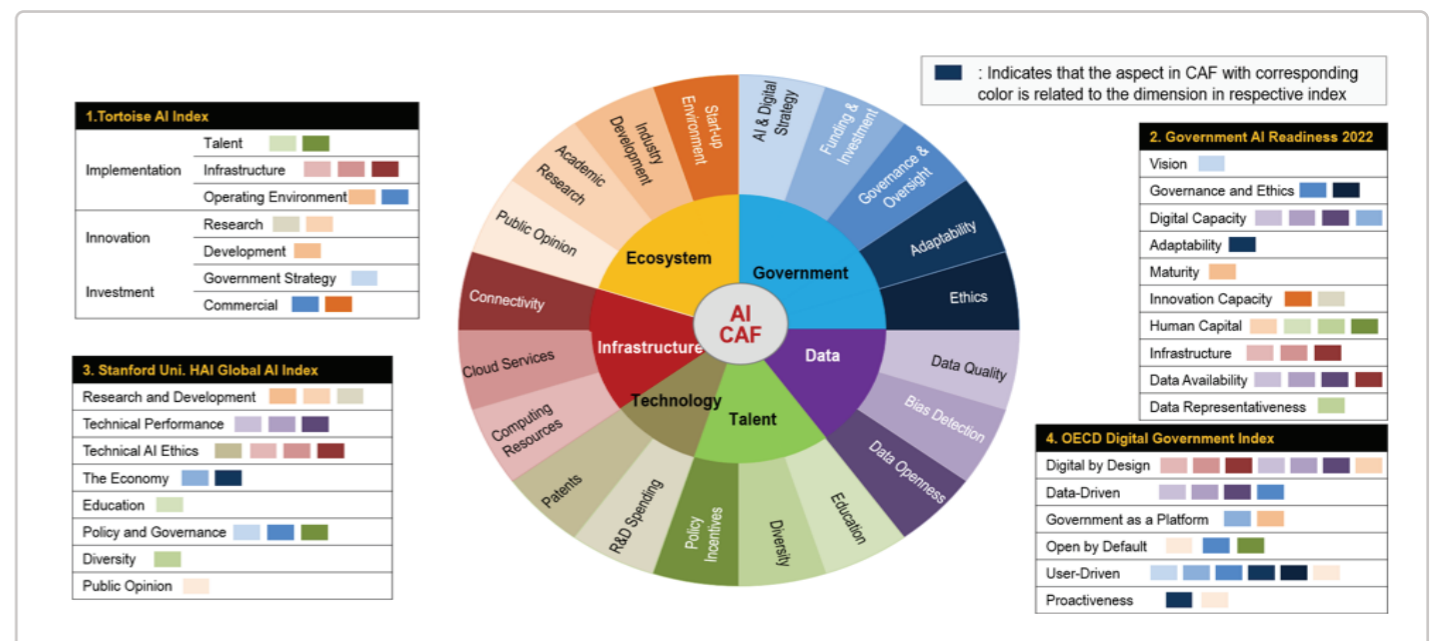 : Indicates that the aspect in CAF with corresponding
color is related to the dimension in respective index
1.Tortoise AI Index
Implementation
Talent
Infrastructure
Operating Environment
Innovation
Research
Development
Investment
Government Strategy
Commercial
3. Stanford Uni. HAI Global AI Index
Research and Development
Technical Performance
Technical AI Ethics
The Economy
Education
Policy and Governance
Diversity
Public Opinion
AI
CAF
Ecosystem
Government
Data
Talent
Technology
Infrastructure
AI & Digital
Strategy
Funding &
Investment
Governance &
Oversight
Adaptability
Ethics
Data Quality
Bias Detection
Data Openness
Education
Diversity
Policy
Incentives
R&D Spending
Patents
Computing
Resources
Cloud Services
Connectivity
Public Opinion
Academic
Research
Industry
Development
Start-up
Environment
2. Government AI Readiness 2022
Vision
Governance and Ethics
Digital Capacity
Adaptability
Maturity
Innovation Capacity
Human Capital
Infrastructure
Data Availability
Data Representativeness
4. OECD Digital Government Index
Digital by Design
Data-Driven
Government as a Platform
Open by Default
User-Driven
Proactiveness